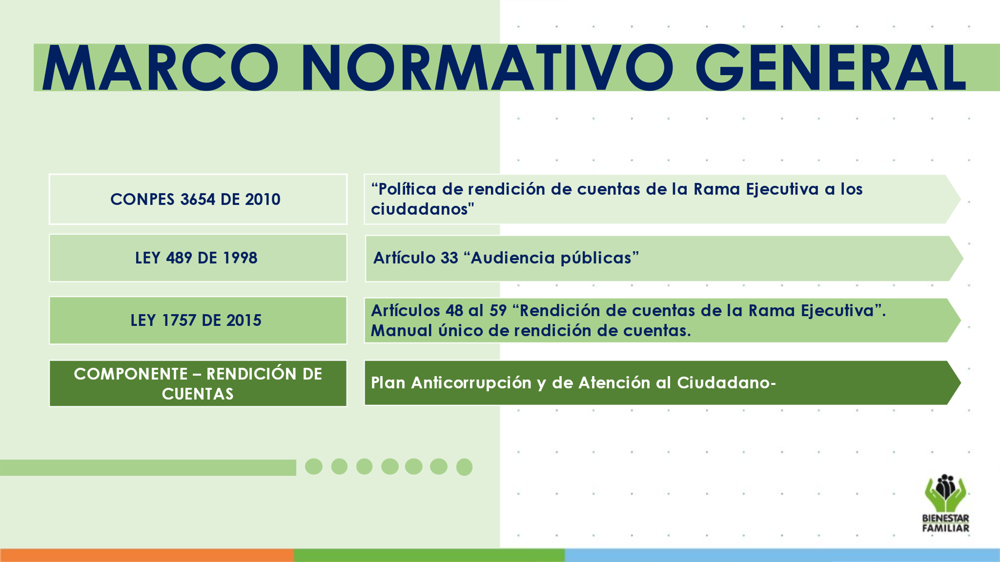 MARCO NORMATIVO GENERAL
CONPES 3654 DE 2010
“Política de rendición de cuentas de la Rama Ejecutiva a los
ciudadanos"
LEY 489 DE 1998
Artículo 33 “Audiencia públicas”
LEY 1757 DE 2015
Artículos 48 al 59 “Rendición de cuentas de la Rama Ejecutiva”.
Manual único de rendición de cuentas.
COMPONENTE – RENDICIÓN DE
CUENTAS
Plan Anticorrupción y de Atención al Ciudadano-
BIENESTAR
FAMILIAR